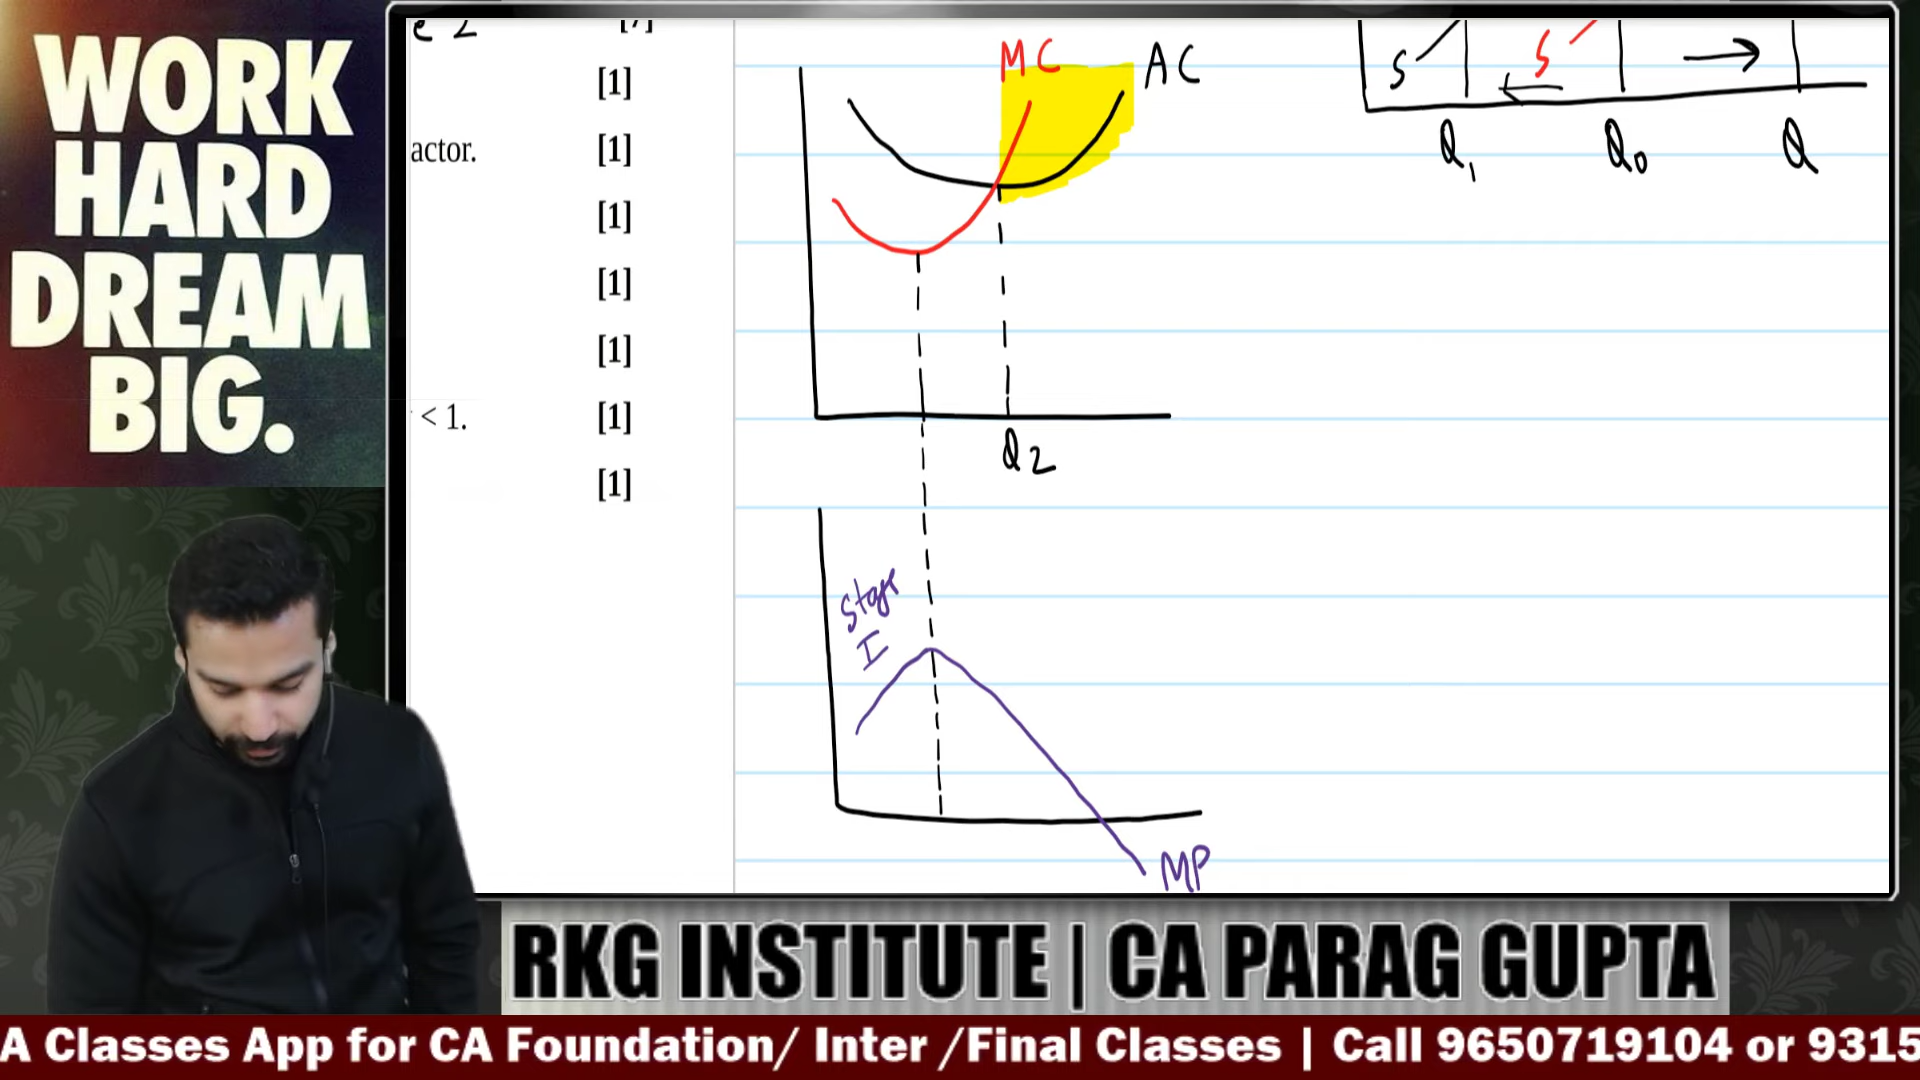 WORK
HARD
DREAM
BIG.
e 2
[1]
actor. [1]
[1]
[1]
[1]
< 1. [1]
[1]
MC
AC
Q2
S
S
Q1
Q0
Q
Stage
I
MP
RKG INSTITUTE | CA PARAG GUPTA
A Classes App for CA Foundation/ Inter /Final Classes | Call 9650719104 or 9315